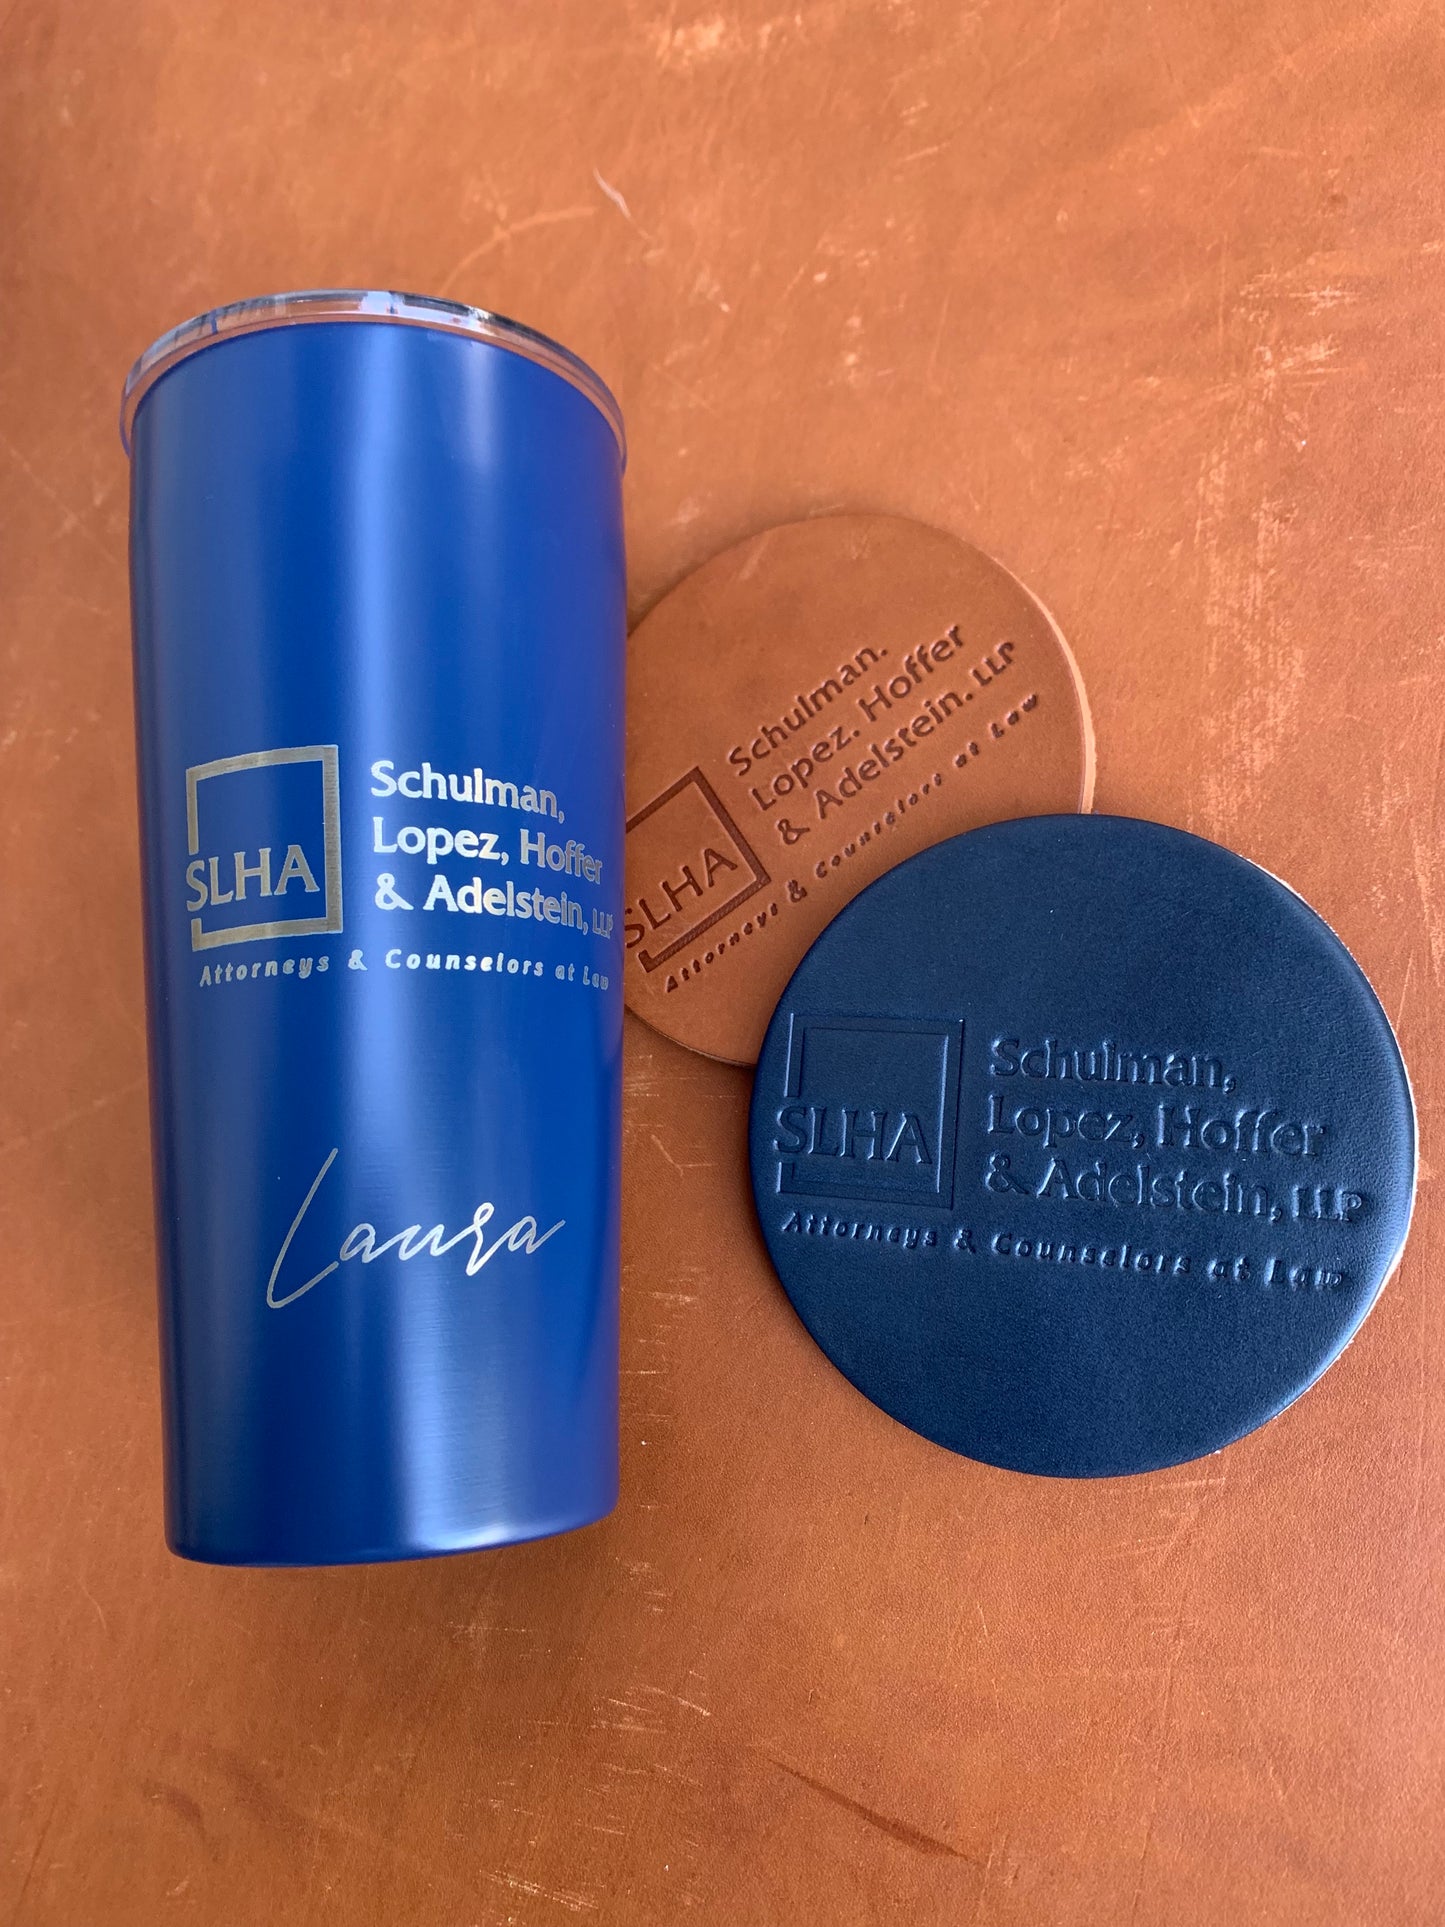 SLHA
Schulman,
Lopez, Hoffer
& Adelstein, LLP
Attorneys & Counselors at Law
Laura
SLHA
Schulman,
Lopez, Hoffer
& Adelstein, LLP
Attorneys & Counselors at Law
SLHA
Schulman,
Lopez, Hoffer
& Adelstein, LLP
Attorneys & Counselors at Law